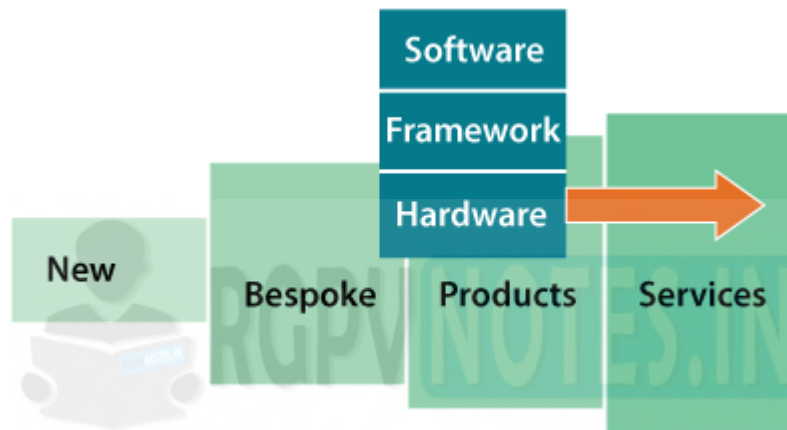 Software
Framework
Hardware
New
Bespoke
Products
Services
RGPVNOTES.IN